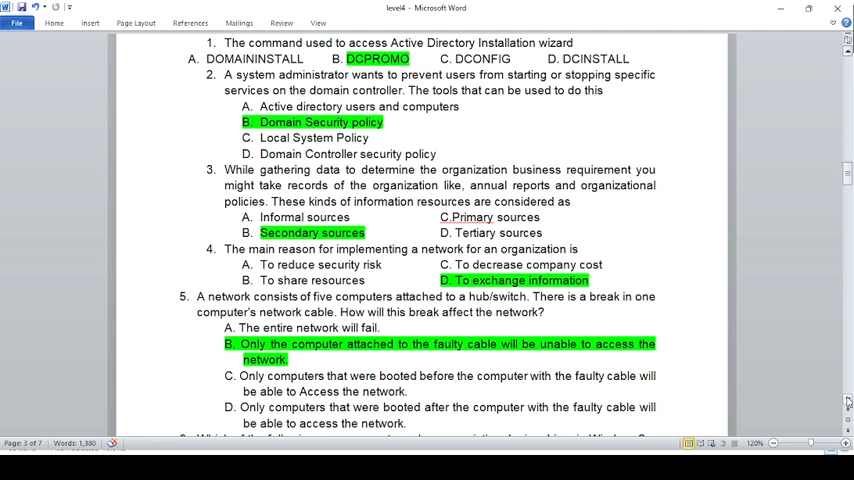 level4 - Microsoft Word
File Home Insert Page Layout References Mailings Review View
1. The command used to access Active Directory Installation wizard
A. DOMAININSTALL B. DCPROMO C. DCONFIG D. DCINSTALL
2. A system administrator wants to prevent users from starting or stopping specific
services on the domain controller. The tools that can be used to do this
A. Active directory users and computers
B. Domain Security policy
C. Local System Policy
D. Domain Controller security policy
3. While gathering data to determine the organization business requirement you
might take records of the organization like, annual reports and organizational
policies. These kinds of information resources are considered as
A. Informal sources C.Primary sources
B. Secondary sources D. Tertiary sources
4. The main reason for implementing a network for an organization is
A. To reduce security risk C. To decrease company cost
B. To share resources D. To exchange information
5. A network consists of five computers attached to a hub/switch. There is a break in one
computer's network cable. How will this break affect the network?
A. The entire network will fail.
B. Only the computer attached to the faulty cable will be unable to access the
network.
C. Only computers that were booted before the computer with the faulty cable will
be able to Access the network.
D. Only computers that were booted after the computer with the faulty cable will
be able to access the network.
Page: 3 of 7 Words: 1,380 120%